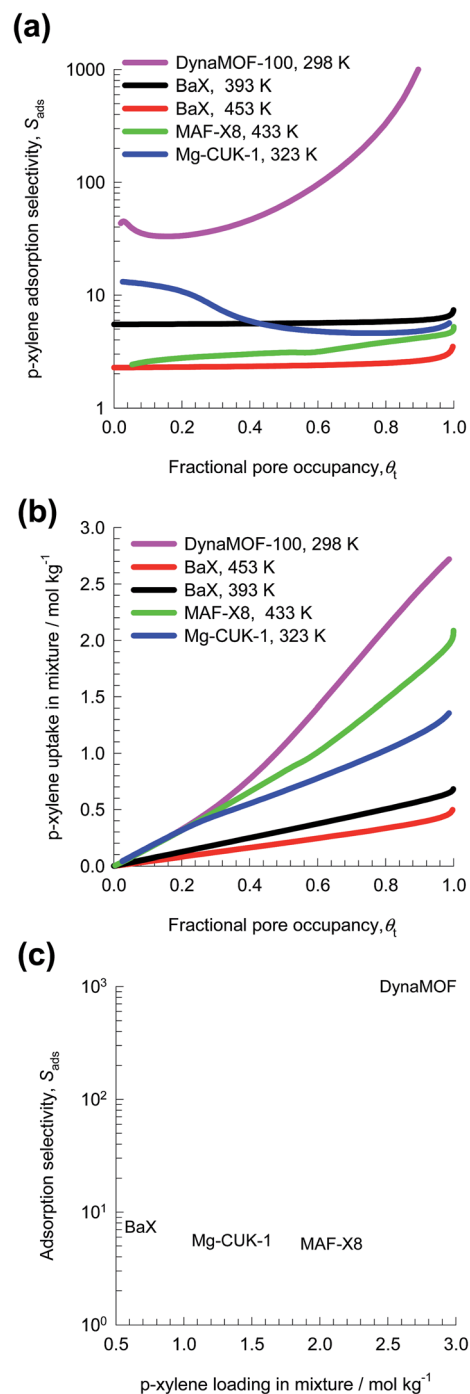 (a)
DynaMOF-100, 298 K
BaX, 393 K
BaX, 453 K
MAF-X8, 433 K
Mg-CUK-1, 323 K
p-xylene adsorption selectivity, Sads
1000
100
10
1
0.0 0.2 0.4 0.6 0.8 1.0
Fractional pore occupancy,θt
(b)
DynaMOF-100, 298 K
BaX, 453 K
BaX, 393 K
MAF-X8, 433 K
Mg-CUK-1, 323 K
p-xylene uptake in mixture / mol kg-1
3.0
2.5
2.0
1.5
1.0
0.5
0.0
0.0 0.2 0.4 0.6 0.8 1.0
Fractional pore occupancy,θt
(c)
Adsorption selectivity, Sads
10³
10²
10¹
10⁰
DynaMOF
BaX
Mg-CUK-1
MAF-X8
0.5 1.0 1.5 2.0 2.5 3.0
p-xylene loading in mixture / mol kg-1